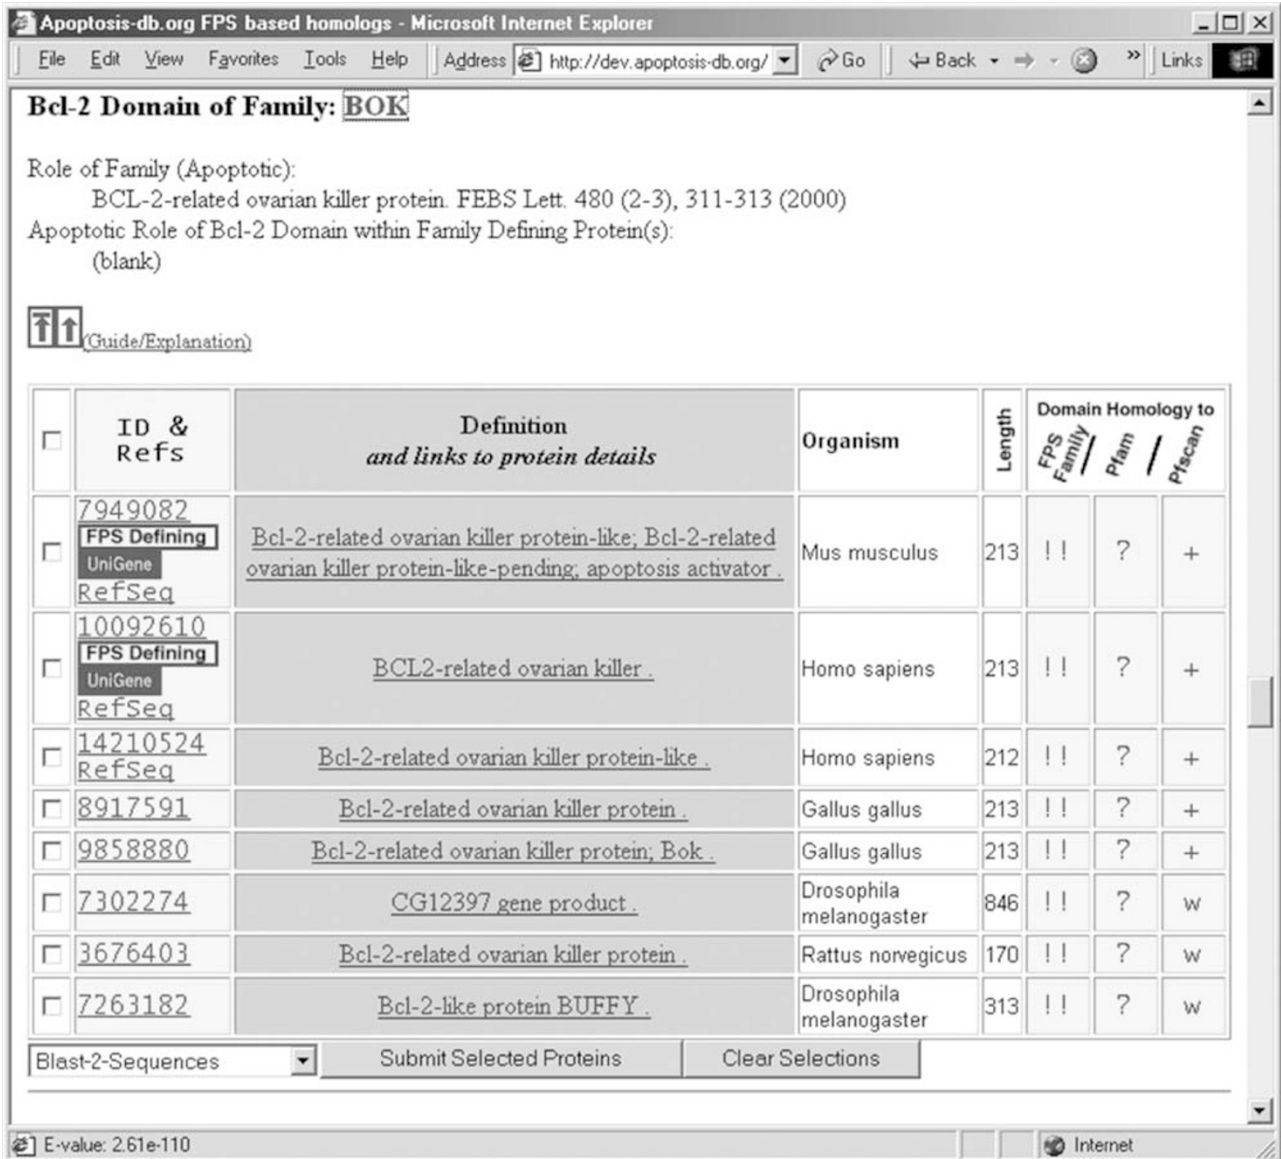 Apoptosis-db.org FPS based homologs - Microsoft Internet Explorer
File Edit View Favorites Tools Help Address http://dev.apoptosis-db.org/ Go Back » Links
Bcl-2 Domain of Family: BOK
Role of Family (Apoptotic):
BCL-2-related ovarian killer protein. FEBS Lett. 480 (2-3), 311-313 (2000)
Apoptotic Role of Bcl-2 Domain within Family Defining Protein(s):
(blank)
(Guide/Explanation)
ID & Refs
Definition
and links to protein details
Organism
Length
Domain Homology to
FPS Family / Pfam / Pfscan
7949082
FPS Defining
UniGene
RefSeq
Bcl-2-related ovarian killer protein-like; Bcl-2-related
ovarian killer protein-like-pending; apoptosis activator .
Mus musculus 213 !! ? +
10092610
FPS Defining
UniGene
RefSeq
BCL2-related ovarian killer .
Homo sapiens 213 !! ? +
14210524
RefSeq
Bcl-2-related ovarian killer protein-like .
Homo sapiens 212 !! ? +
8917591 Bcl-2-related ovarian killer protein . Gallus gallus 213 !! ? +
9858880 Bcl-2-related ovarian killer protein; Bok . Gallus gallus 213 !! ? +
7302274 CG12397 gene product . Drosophila melanogaster 846 !! ? w
3676403 Bcl-2-related ovarian killer protein . Rattus norvegicus 170 !! ? w
7263182 Bcl-2-like protein BUFFY . Drosophila melanogaster 313 !! ? w
Blast-2-Sequences Submit Selected Proteins Clear Selections
E-value: 2.61e-110 Internet